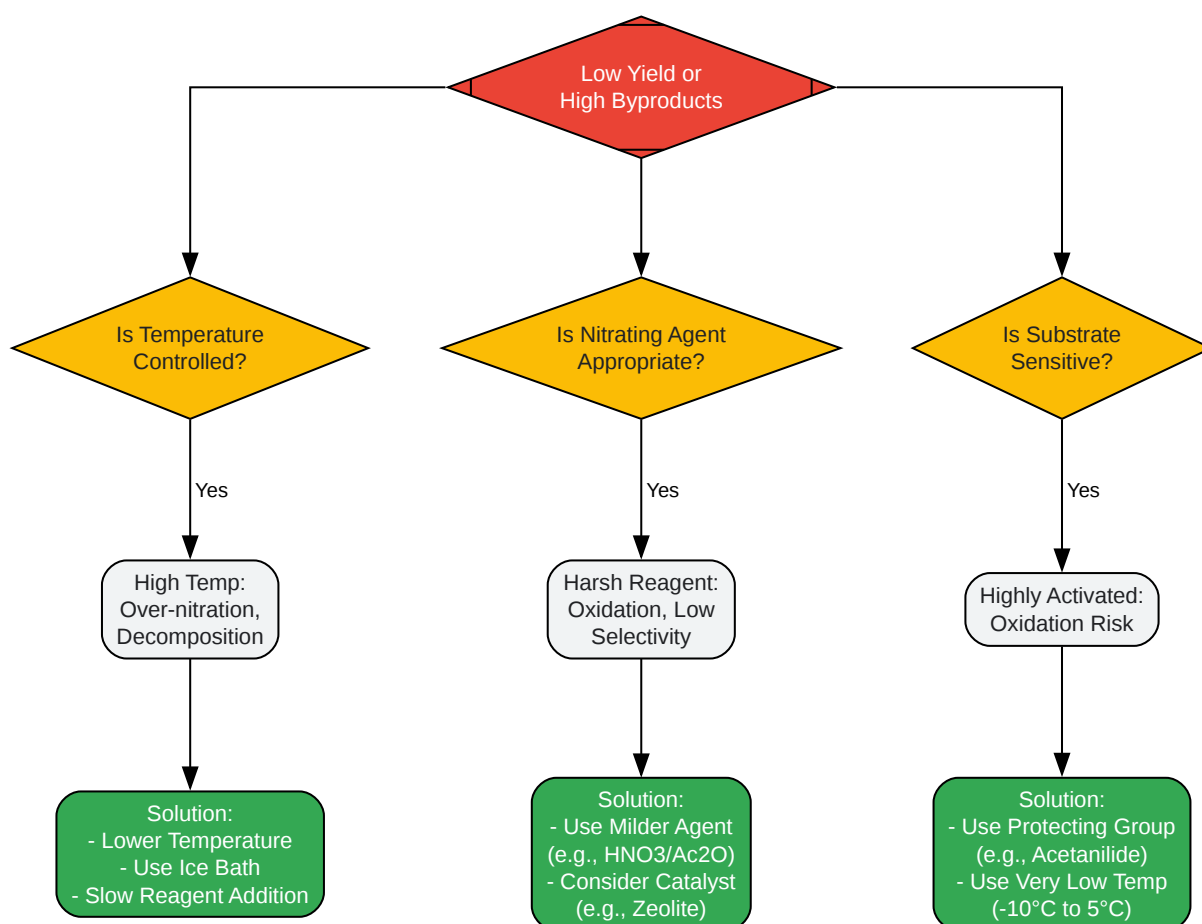 Low Yield or
High Byproducts
Is Temperature
Controlled?
Is Nitrating Agent
Appropriate?
Is Substrate
Sensitive?
Yes
Yes
Yes
High Temp:
Over-nitration,
Decomposition
Harsh Reagent:
Oxidation, Low
Selectivity
Highly Activated:
Oxidation Risk
Solution:
- Lower Temperature
- Use Ice Bath
- Slow Reagent Addition
Solution:
- Use Milder Agent
(e.g., HNO3/Ac2O)
- Consider Catalyst
(e.g., Zeolite)
Solution:
- Use Protecting Group
(e.g., Acetanilide)
- Use Very Low Temp
(-10°C to 5°C)